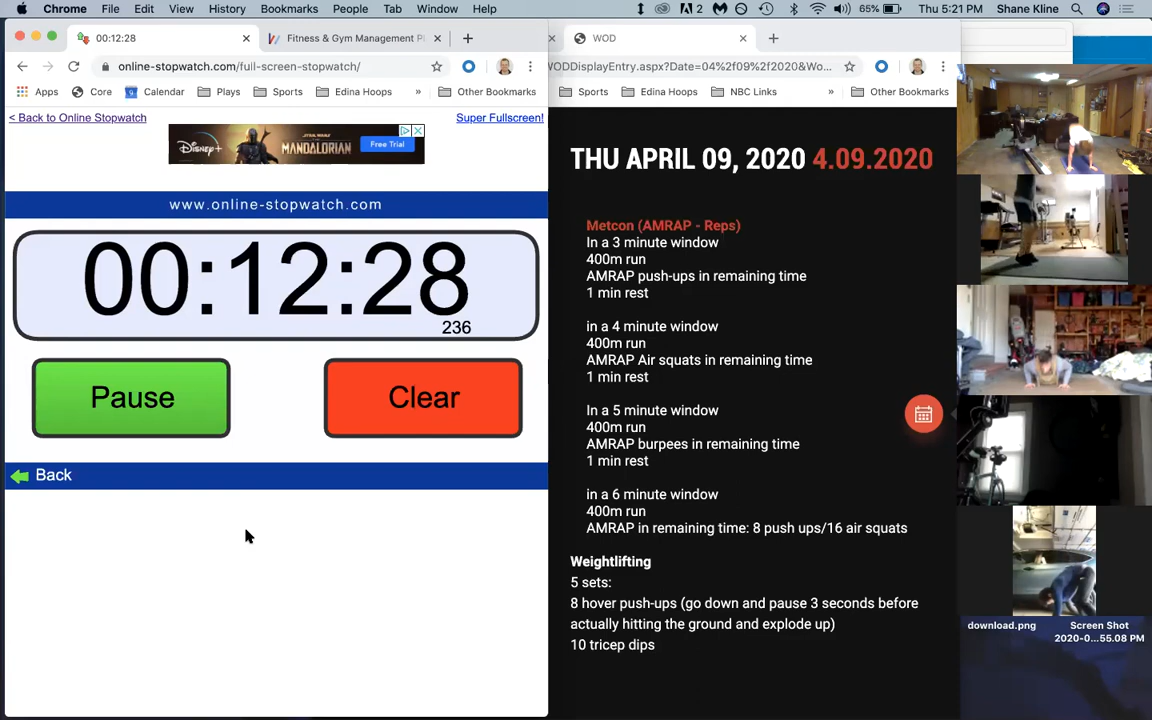 Chrome File Edit View History Bookmarks People Tab Window Help
2 65% Thu 5:21 PM Shane Kline
00:12:28
Fitness & Gym Management P
WOD
online-stopwatch.com/full-screen-stopwatch/
WODDisplayEntry.aspx?Date=04%2f09%2f2020&Wo...
Apps Core Calendar Plays Sports Edina Hoops » Other Bookmarks
Sports Edina Hoops NBC Links » Other Bookmarks
< Back to Online Stopwatch
Super Fullscreen!
Disney+
STAR WARS
THE MANDALORIAN
Free Trial
www.online-stopwatch.com
00:12:28
236
Pause
Clear
Back
THU APRIL 09, 2020 4.09.2020
Metcon (AMRAP - Reps)
In a 3 minute window
400m run
AMRAP push-ups in remaining time
1 min rest
in a 4 minute window
400m run
AMRAP Air squats in remaining time
1 min rest
In a 5 minute window
400m run
AMRAP burpees in remaining time
1 min rest
in a 6 minute window
400m run
AMRAP in remaining time: 8 push ups/16 air squats
Weightlifting
5 sets:
8 hover push-ups (go down and pause 3 seconds before
actually hitting the ground and explode up)
10 tricep dips
download.png
Screen Shot
2020-0...55.08 PM